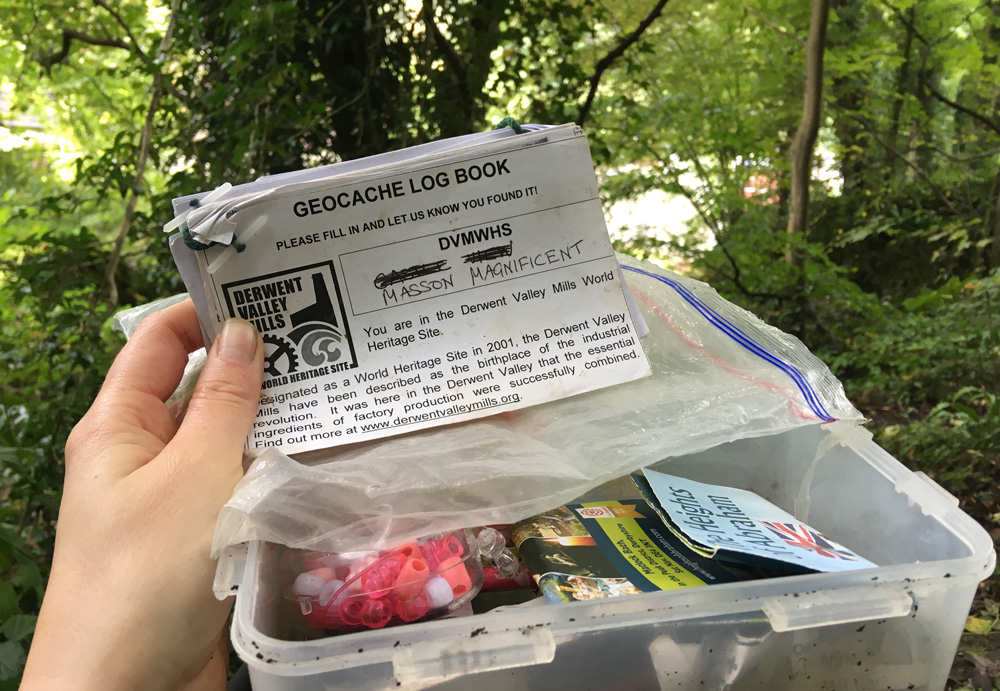 GEOCACHE LOG BOOK
PLEASE FILL IN AND LET US KNOW YOU FOUND IT!
DVMWHS
MASSON MAGNIFICENT
DERWENT
VALLEY
MILLS
WORLD HERITAGE SITE
You are in the Derwent Valley Mills World
Heritage Site.
Designated as a World Heritage Site in 2001, the Derwent Valley
Mills have been described as the birthplace of the industrial
revolution. It was here in the Derwent Valley that the essential
ingredients of factory production were successfully combined.
Find out more at www.derwentvalleymills.org.
Heights
Abraham
Matlock Bath,
Derbyshire